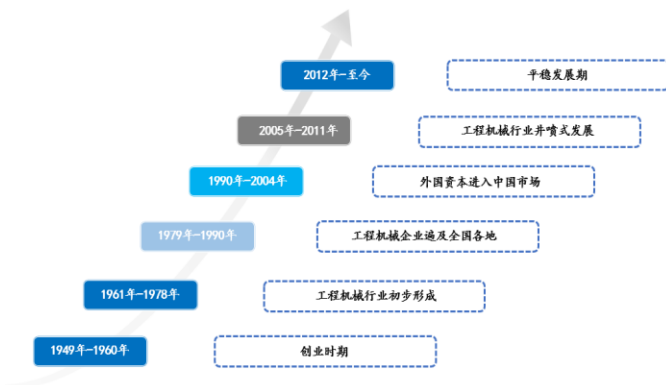 2012年-至今
平稳发展期
2005年-2011年
工程机械行业井喷式发展
1990年-2004年
外国资本进入中国市场
1979年-1990年
工程机械企业遍及全国各地
1961年-1978年
工程机械行业初步形成
1949年-1960年
创业时期